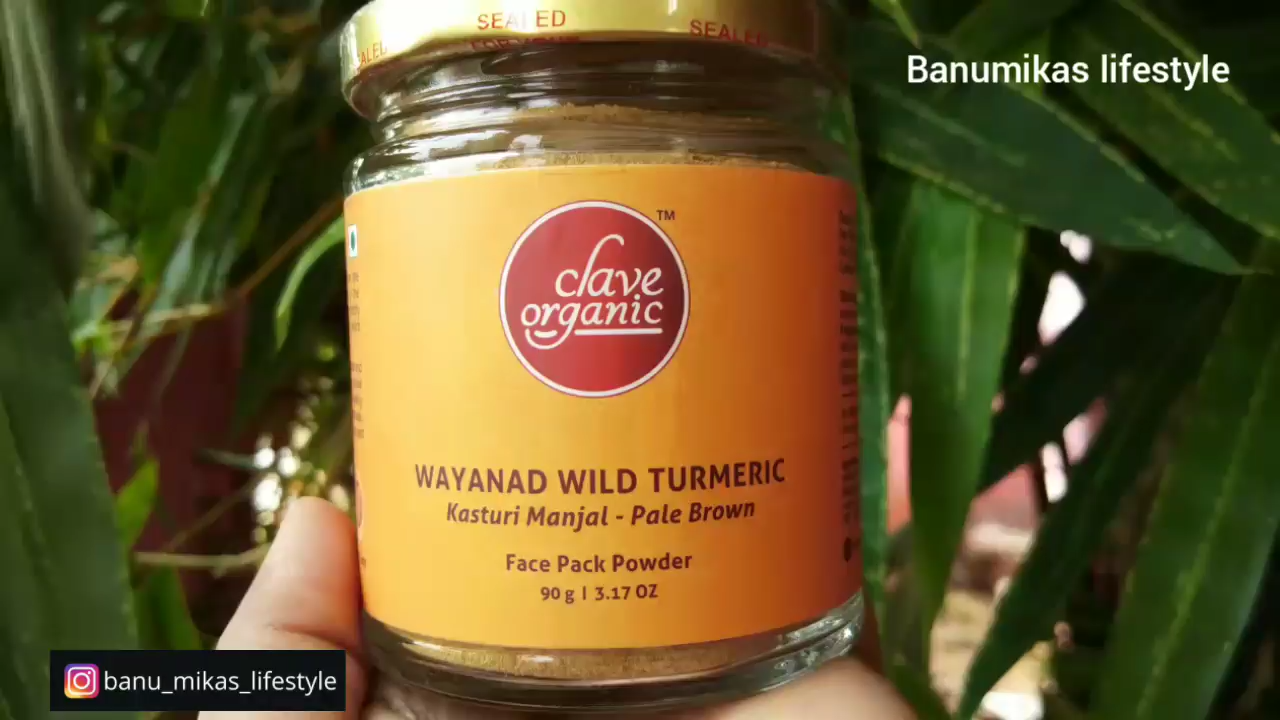 SEALED
SEALED
SEALED
Banumikas lifestyle
TM
clave
organic
WAYANAD WILD TURMERIC
Kasturi Manjal - Pale Brown
Face Pack Powder
90 g | 3.17 OZ
banu_mikas_lifestyle